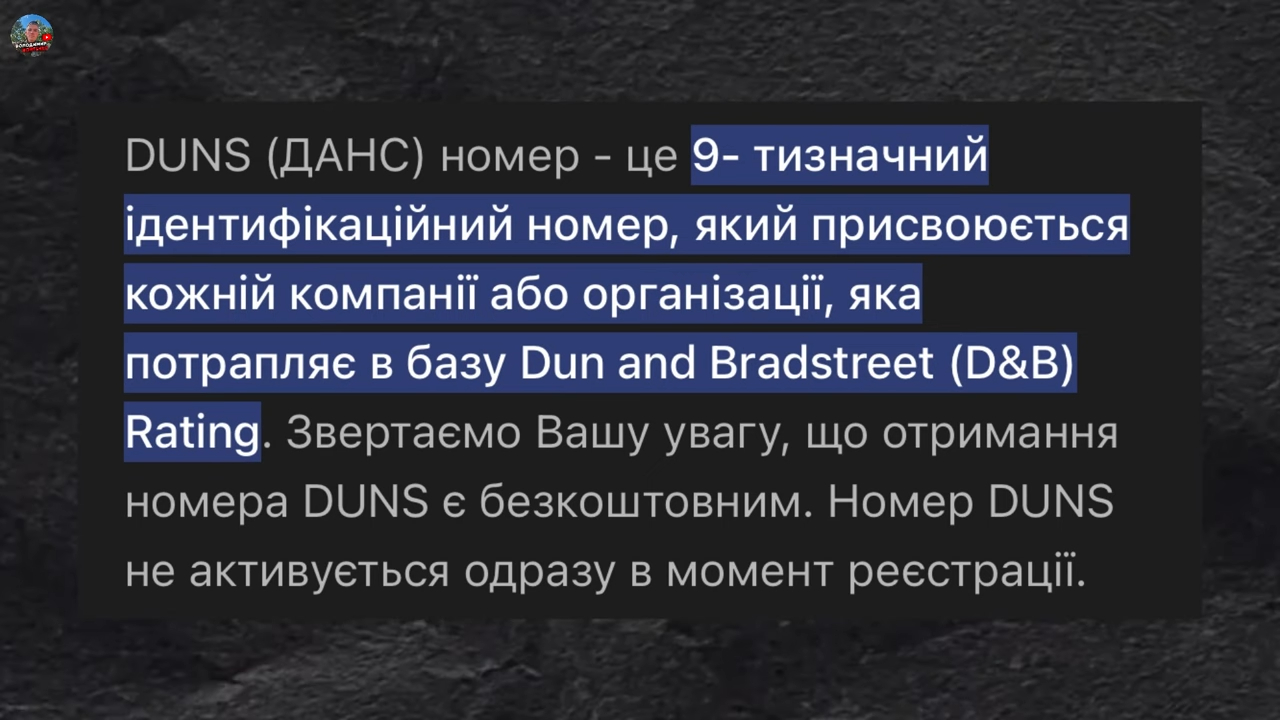 ВОЛОДИМИР
DUNS (ДАНС) номер - це 9- тизначний
ідентифікаційний номер, який присвоюється
кожній компанії або організації, яка
потрапляє в базу Dun and Bradstreet (D&B)
Rating. Звертаємо Вашу увагу, що отримання
номера DUNS є безкоштовним. Номер DUNS
не активується одразу в момент реєстрації.